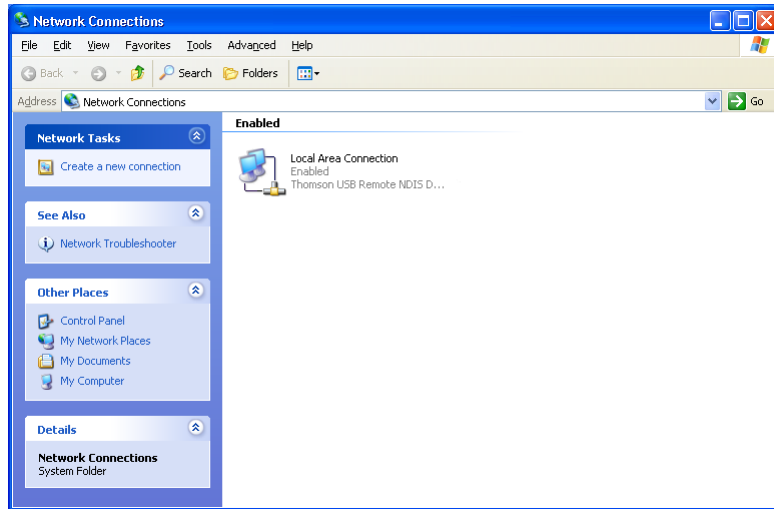 Network Connections
File Edit View Favorites Tools Advanced Help
Back Search Folders
Address Network Connections Go
Network Tasks
Create a new connection
See Also
Network Troubleshooter
Other Places
Control Panel
My Network Places
My Documents
My Computer
Details
Network Connections
System Folder
Enabled
Local Area Connection
Enabled
Thomson USB Remote NDIS D...